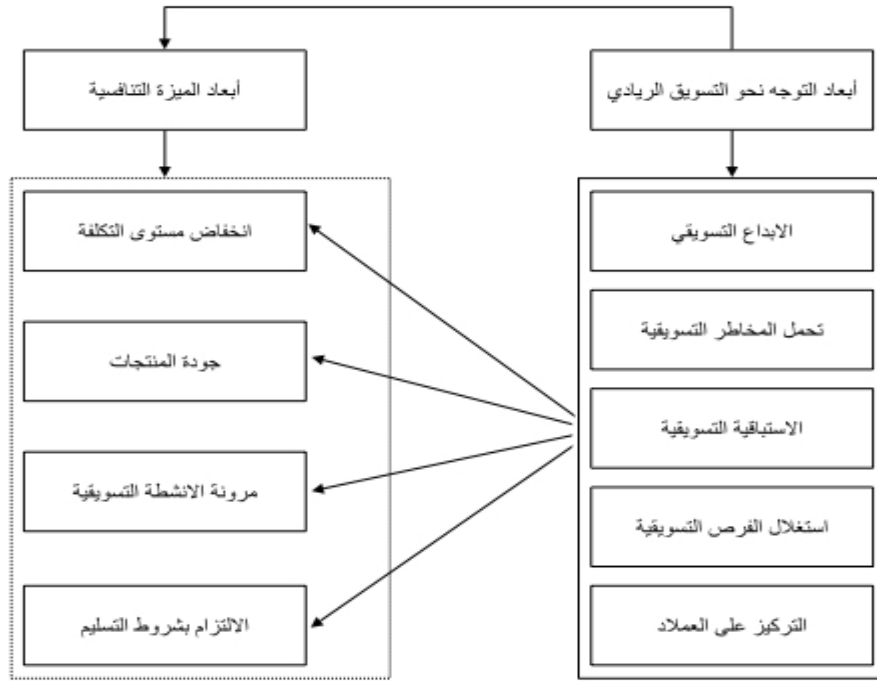 أبعاد التوجه نحو التسويق الريادي
أبعاد الميزة التنافسية
الابداع التسويقي
تحمل المخاطر التسويقية
الاستباقية التسويقية
استغلال الفرص التسويقية
التركيز على العملاد
انخفاض مستوى التكلفة
جودة المنتجات
مرونة الانشطة التسويقية
الالتزام بشروط التسليم